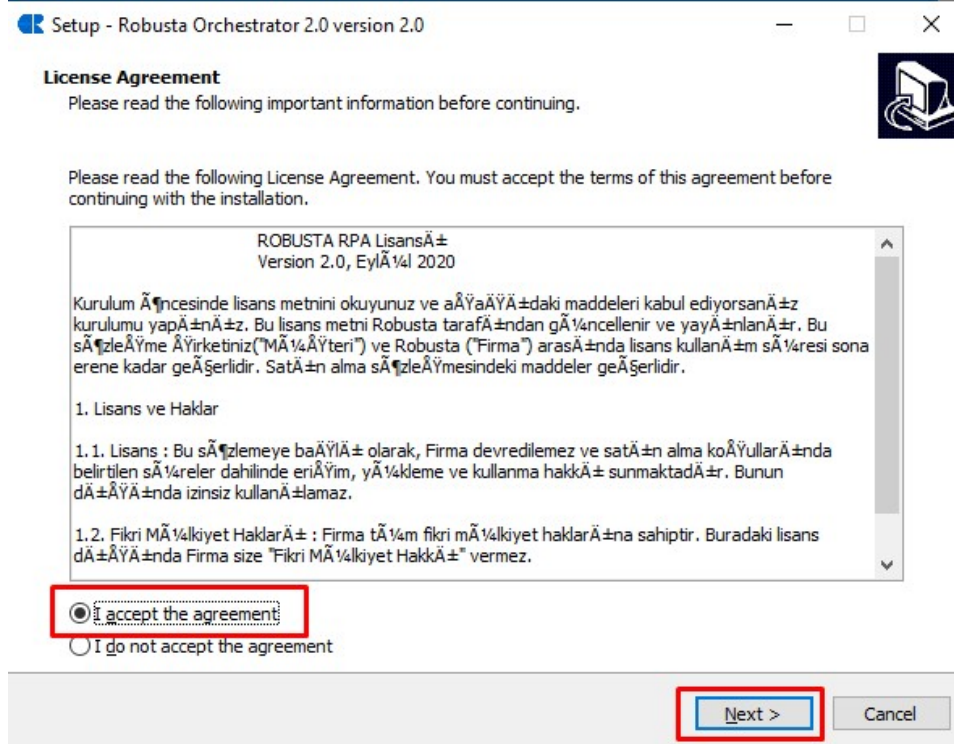 Setup - Robusta Orchestrator 2.0 version 2.0
License Agreement
Please read the following important information before continuing.
Please read the following License Agreement. You must accept the terms of this agreement before
continuing with the installation.
ROBUSTA RPA LisansÄ±
Version 2.0, EylÃ¼l 2020
Kurulum Ã¶ncesinde lisans metnini okuyunuz ve aÅŸaÄŸÄ±daki maddeleri kabul ediyorsanÄ±z
kurulumu yapÄ±nÄ±z. Bu lisans metni Robusta tarafÄ±ndan gÃ¼ncellenir ve yayÄ±nlanÄ±r. Bu
sÃ¶zleÅŸme ÅŸirketiniz("MÃ¼ÅŸteri") ve Robusta ("Firma") arasÄ±nda lisans kullanÄ±m sÃ¼resi sona
erene kadar geÃ§erlidir. SatÄ±n alma sÃ¶zleÅŸmesindeki maddeler geÃ§erlidir.
1. Lisans ve Haklar
1.1. Lisans : Bu sÃ¶zlemeye baÄŸlÄ± olarak, Firma devredilemez ve satÄ±n alma koÅŸullarÄ±nda
belirtilen sÃ¼reler dahilinde eriÅŸim, yÃ¼kleme ve kullanma hakkÄ± sunmaktadÄ±r. Bunun
dÄ±ÅŸÄ±nda izinsiz kullanÄ±lamaz.
1.2. Fikri MÃ¼lkiyet HaklarÄ± : Firma tÃ¼m fikri mÃ¼lkiyet haklarÄ±na sahiptir. Buradaki lisans
dÄ±ÅŸÄ±nda Firma size "Fikri MÃ¼lkiyet HakkÄ±" vermez.
I accept the agreement
I do not accept the agreement
Next >
Cancel